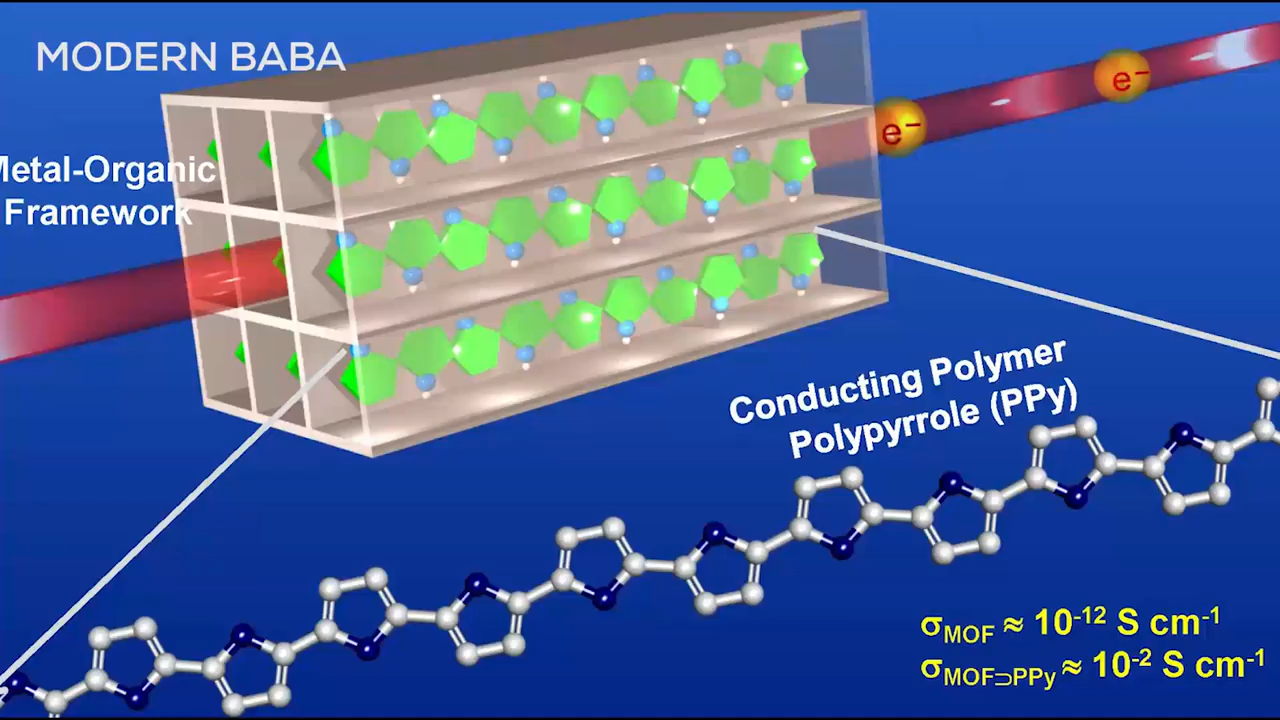 MODERN BABA
e⁻
e⁻
Metal-Organic
Framework
Conducting Polymer
Polypyrrole (PPy)
σMOF ≈ 10⁻¹² S cm⁻¹
σMOF⊃PPy ≈ 10⁻² S cm⁻¹